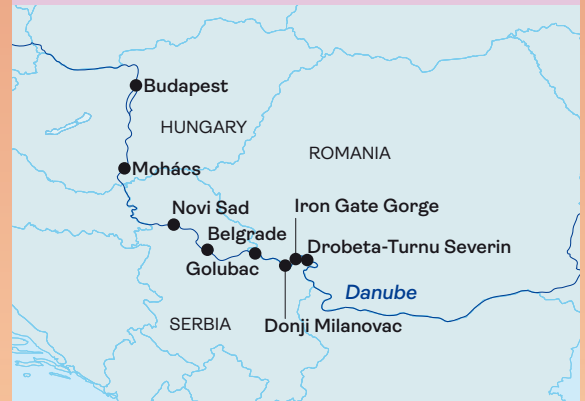 Budapest
HUNGARY
ROMANIA
Mohács
Novi Sad
Iron Gate Gorge
Belgrade
Drobeta-Turnu Severin
Golubac
Danube
SERBIA
Donji Milanovac